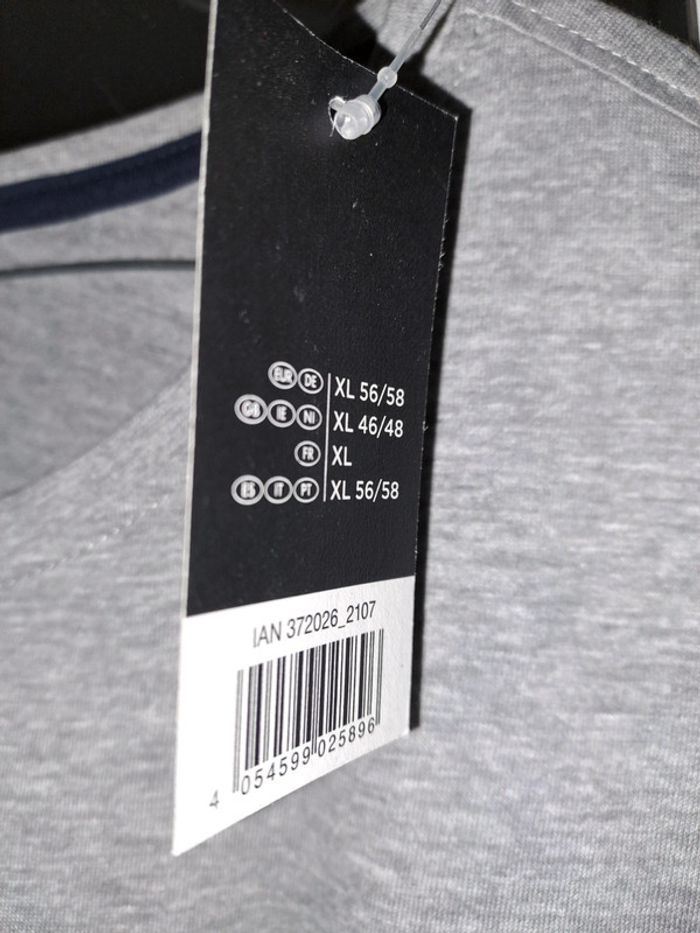 EUR DE XL 56/58
GB IE NI XL 46/48
FR XL
ES IT PT XL 56/58
IAN 372026_2107
4 054599 025896